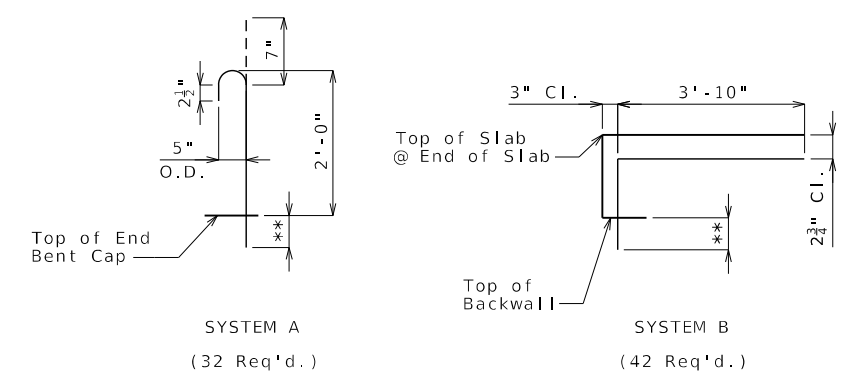 7"
2½"
5"
O.D.
2'-0"
**
Top of End
Bent Cap
SYSTEM A
(32 Req'd.)
3" Cl.
3'-10"
Top of Slab
@ End of Slab
2¾" Cl.
**
Top of
Backwall
SYSTEM B
(42 Req'd.)